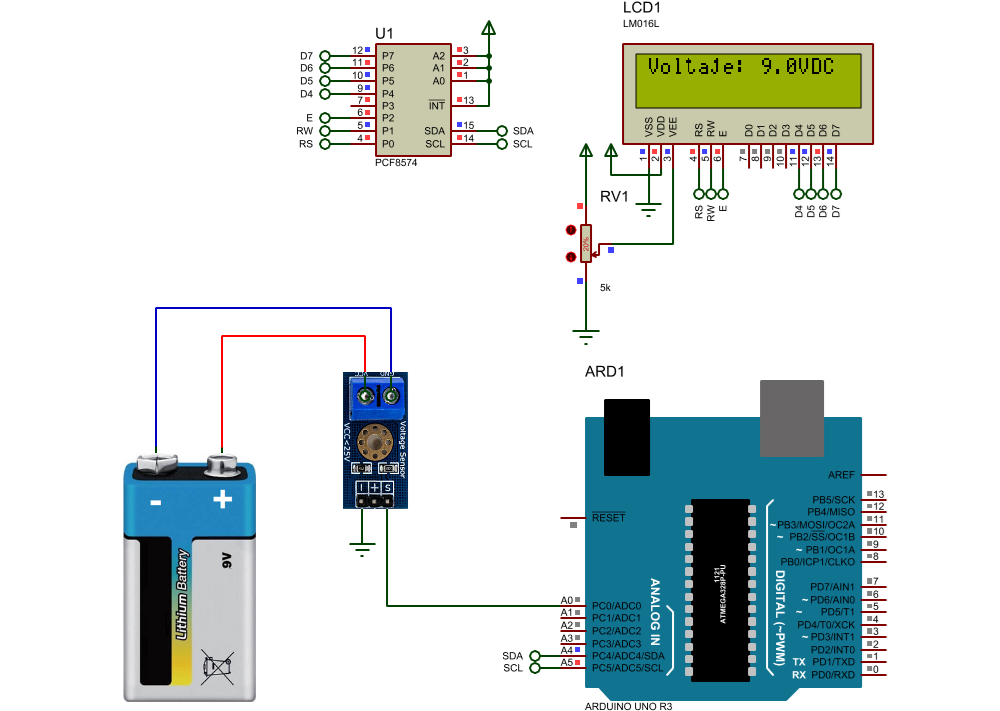 LCD1
LM016L
Voltaje: 9.0VDC
VSS VDD VEE RS RW E D0 D1 D2 D3 D4 D5 D6 D7
1 2 3 4 5 6 7 8 9 10 11 12 13 14
RS RW E D4 D5 D6 D7
U1
D7 12 P7 A2 3
D6 11 P6 A1 2
D5 10 P5 A0 1
D4 9 P4
7 P3 INT 13
E 6 P2
RW 5 P1 SDA 15 SDA
RS 4 P0 SCL 14 SCL
PCF8574
RV1
20%
5k
VCC GND
VCC<25V
Voltage Sensor
- + S
- +
9V
Lithium Battery
ARD1
AREF
PB5/SCK 13
PB4/MISO 12
~PB3/MOSI/OC2A 11
~ PB2/SS/OC1B 10
~ PB1/OC1A 9
PB0/ICP1/CLKO 8
PD7/AIN1 7
~ PD6/AIN0 6
~ PD5/T1 5
PD4/T0/XCK 4
~ PD3/INT1 3
PD2/INT0 2
TX PD1/TXD 1
RX PD0/RXD 0
RESET
DIGITAL (~PWM)
ANALOG IN
1121
ATMEGA328P-PU
A0 PC0/ADC0
A1 PC1/ADC1
A2 PC2/ADC2
A3 PC3/ADC3
SDA A4 PC4/ADC4/SDA
SCL A5 PC5/ADC5/SCL
ARDUINO UNO R3